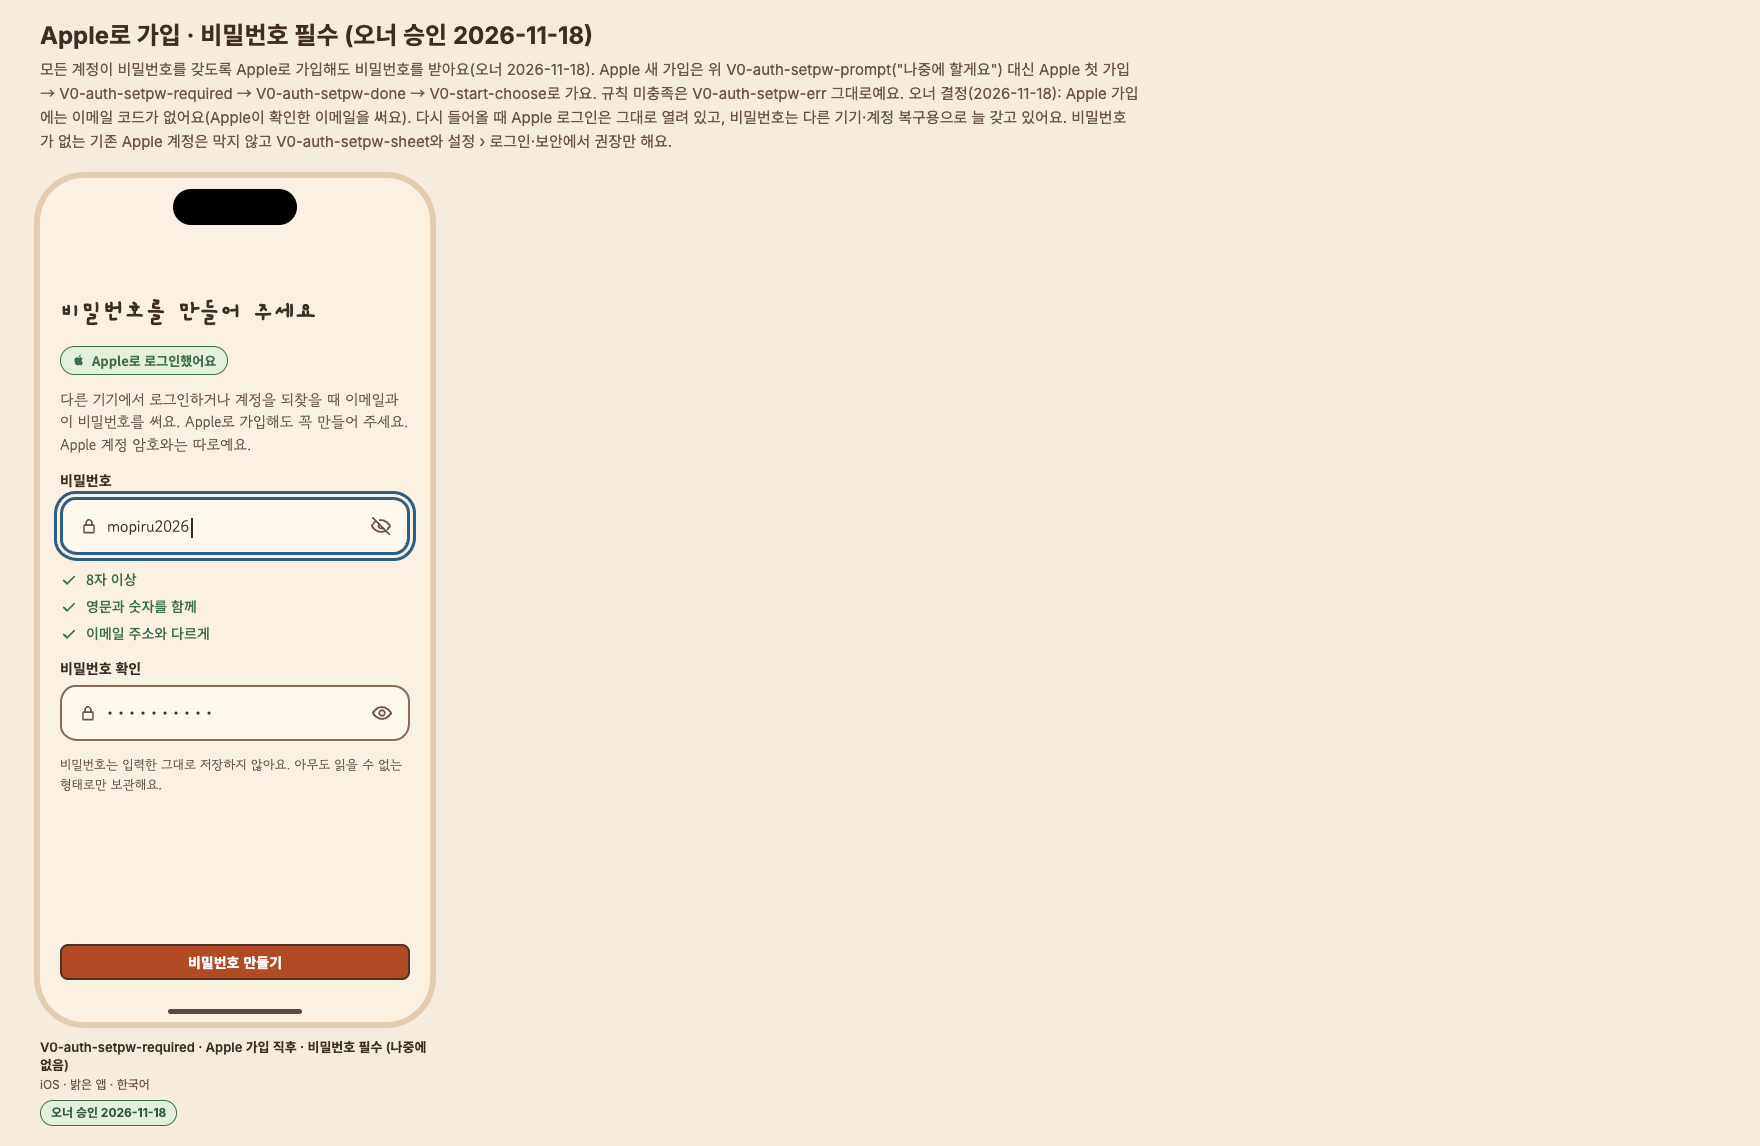 Apple로 가입 · 비밀번호 필수 (오너 승인 2026-11-18)
모든 계정이 비밀번호를 갖도록 Apple로 가입해도 비밀번호를 받아요(오너 2026-11-18). Apple 새 가입은 위 V0-auth-setpw-prompt("나중에 할게요") 대신 Apple 첫 가입
→ V0-auth-setpw-required → V0-auth-setpw-done → V0-start-choose로 가요. 규칙 미충족은 V0-auth-setpw-err 그대로예요. 오너 결정(2026-11-18): Apple 가입
에는 이메일 코드가 없어요(Apple이 확인한 이메일을 써요). 다시 들어올 때 Apple 로그인은 그대로 열려 있고, 비밀번호는 다른 기기·계정 복구용으로 늘 갖고 있어요. 비밀번호
가 없는 기존 Apple 계정은 막지 않고 V0-auth-setpw-sheet와 설정 › 로그인·보안에서 권장만 해요.
비밀번호를 만들어 주세요
Apple로 로그인했어요
다른 기기에서 로그인하거나 계정을 되찾을 때 이메일과
이 비밀번호를 써요. Apple로 가입해도 꼭 만들어 주세요.
Apple 계정 암호와는 따로예요.
비밀번호
mopiru2026
8자 이상
영문과 숫자를 함께
이메일 주소와 다르게
비밀번호 확인
••••••••••
비밀번호는 입력한 그대로 저장하지 않아요. 아무도 읽을 수 없는
형태로만 보관해요.
비밀번호 만들기
V0-auth-setpw-required · Apple 가입 직후 · 비밀번호 필수 (나중에
없음)
iOS · 밝은 앱 · 한국어
오너 승인 2026-11-18